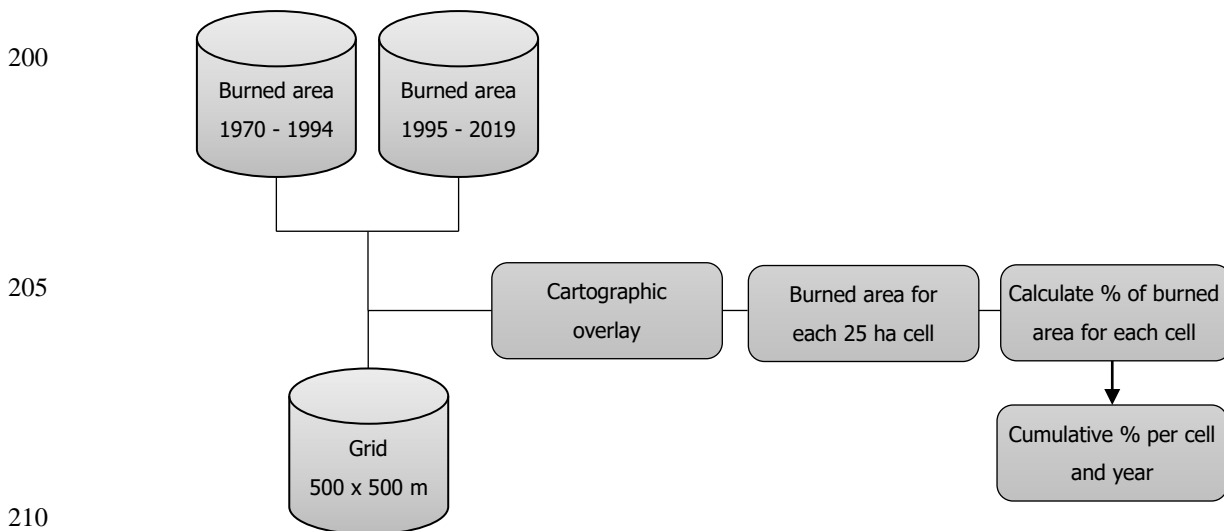 200
Burned area
1970 - 1994
Burned area
1995 - 2019
205
Cartographic
overlay
Burned area for
each 25 ha cell
Calculate % of burned
area for each cell
Grid
500 x 500 m
Cumulative % per cell
and year
210